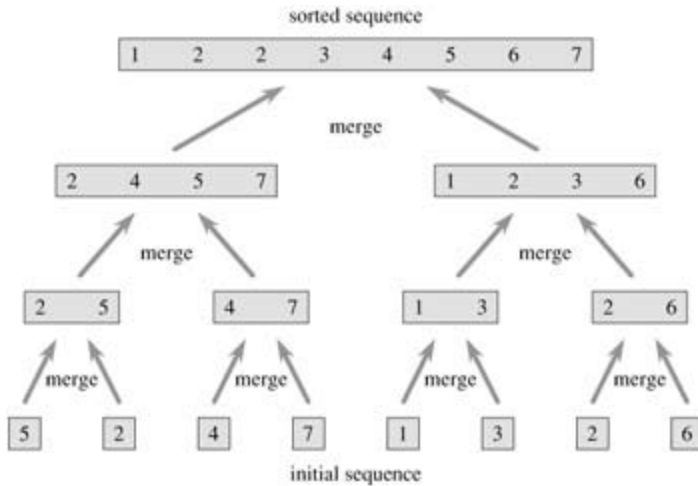 sorted sequence
1 2 2 3 4 5 6 7
merge
2 4 5 7
1 2 3 6
merge
merge
2 5
4 7
1 3
2 6
merge
merge
merge
merge
5
2
4
7
1
3
2
6
initial sequence